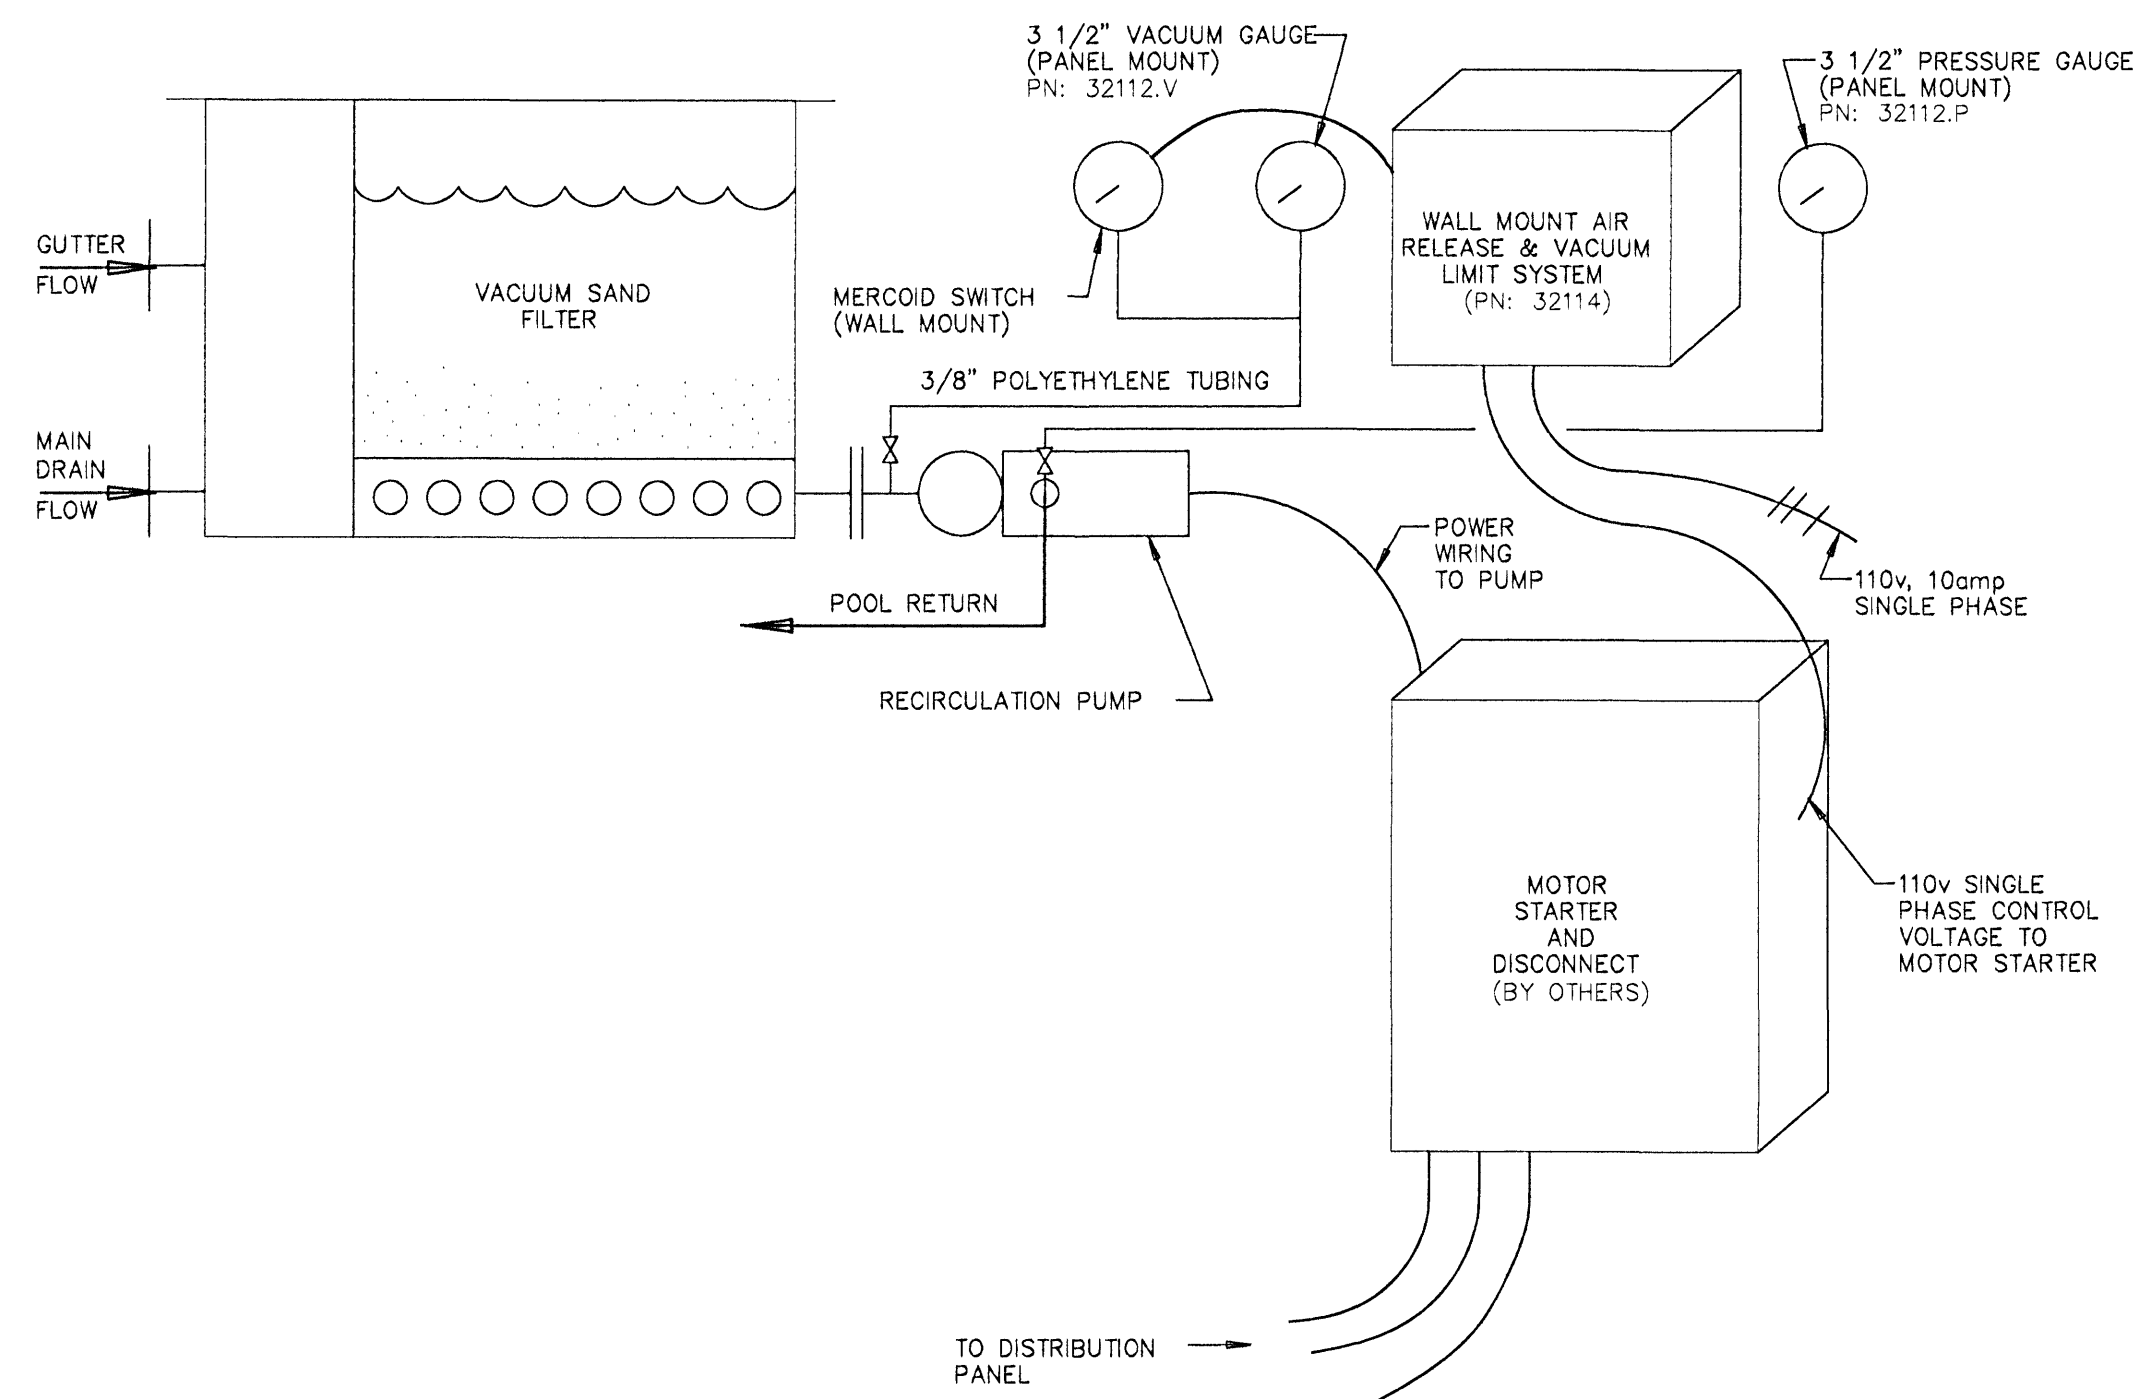 3 1/2" VACUUM GAUGE
(PANEL MOUNT)
PN: 32112.V
3 1/2" PRESSURE GAUGE
(PANEL MOUNT)
PN: 32112.P
WALL MOUNT AIR
RELEASE & VACUUM
LIMIT SYSTEM
(PN: 32114)
GUTTER
FLOW
VACUUM SAND
FILTER
MERCOID SWITCH
(WALL MOUNT)
3/8" POLYETHYLENE TUBING
MAIN
DRAIN
FLOW
POWER
WIRING
TO PUMP
110v, 10amp
SINGLE PHASE
POOL RETURN
RECIRCULATION PUMP
MOTOR
STARTER
AND
DISCONNECT
(BY OTHERS)
110v SINGLE
PHASE CONTROL
VOLTAGE TO
MOTOR STARTER
TO DISTRIBUTION
PANEL